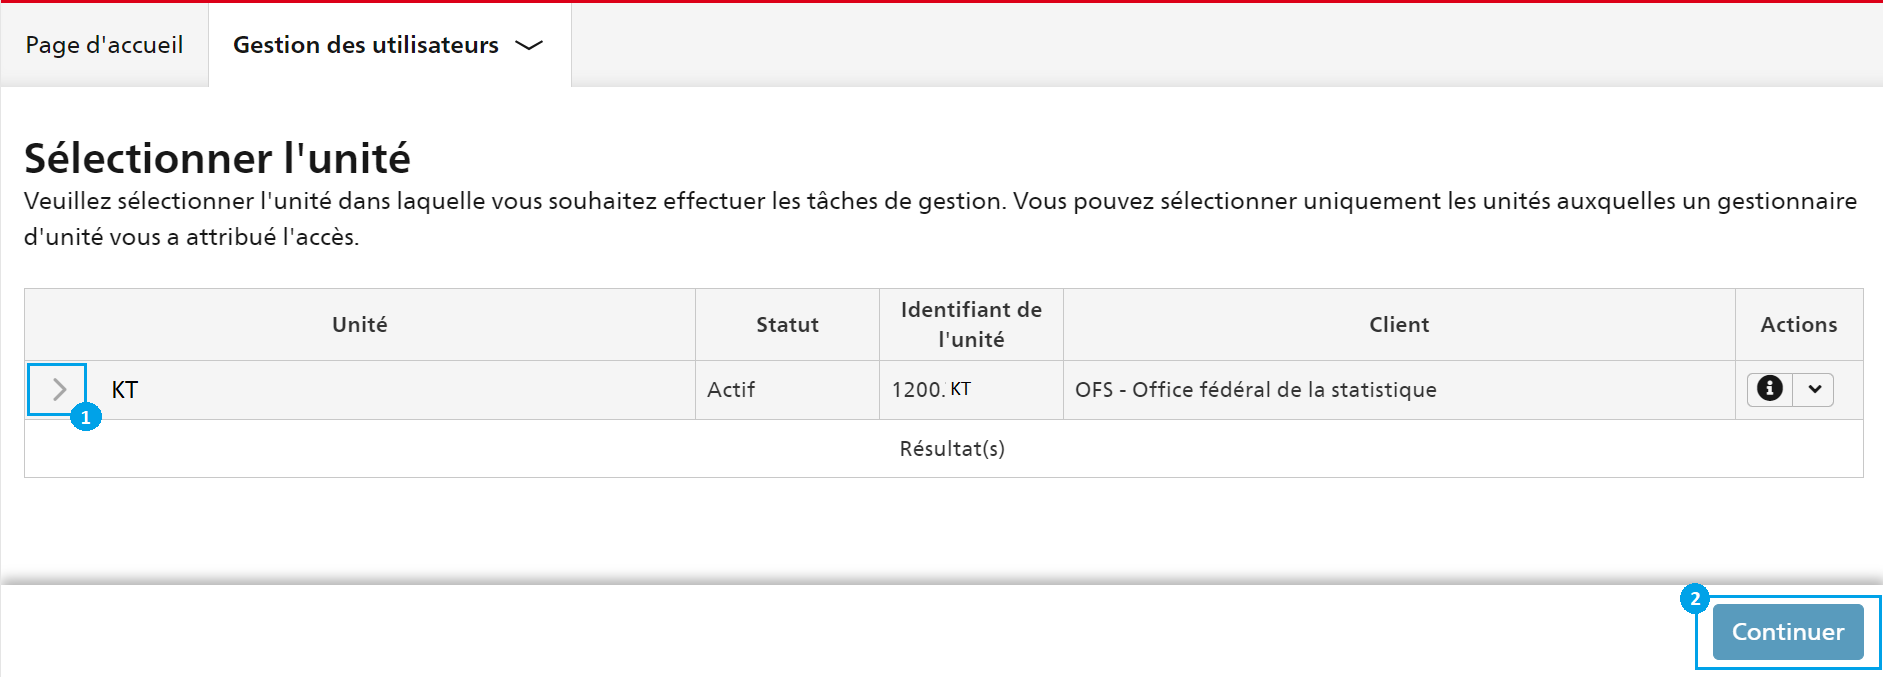 Page d'accueil
Gestion des utilisateurs
Sélectionner l'unité
Veuillez sélectionner l'unité dans laquelle vous souhaitez effectuer les tâches de gestion. Vous pouvez sélectionner uniquement les unités auxquelles un gestionnaire
d'unité vous a attribué l'accès.
Unité
Statut
Identifiant de
l'unité
Client
Actions
KT
Actif
1200. KT
OFS - Office fédéral de la statistique
1
Résultat(s)
2
Continuer